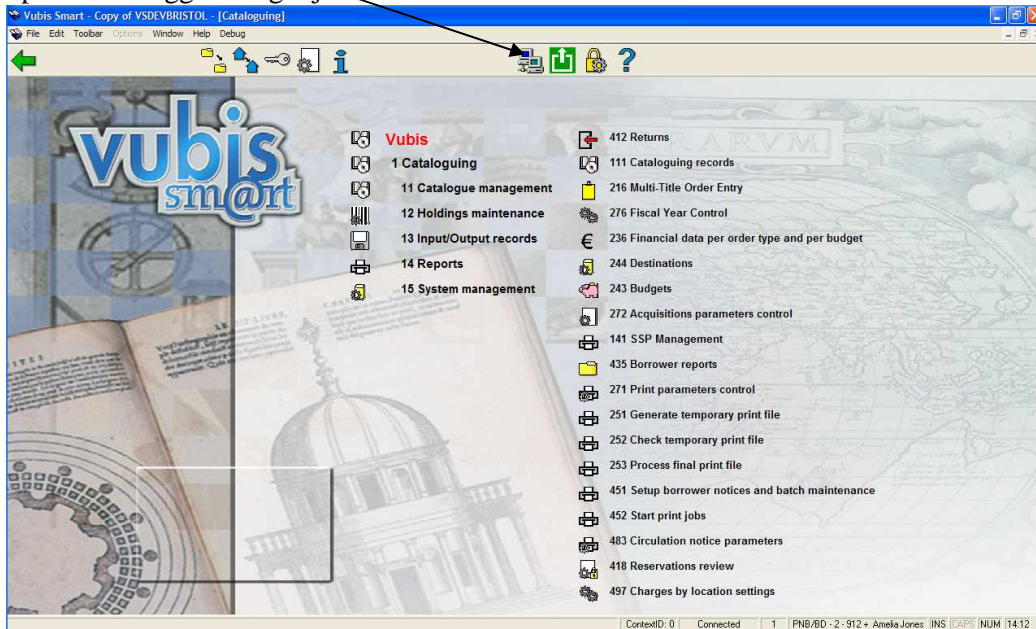 Vubis Smart - Copy of VSDEVBRISTOL - [Cataloguing]
File Edit Toolbar Options Window Help Debug
vubis
sm@rt
Vubis
1 Cataloguing
11 Catalogue management
12 Holdings maintenance
13 Input/Output records
14 Reports
15 System management
412 Returns
111 Cataloguing records
216 Multi-Title Order Entry
276 Fiscal Year Control
236 Financial data per order type and per budget
244 Destinations
243 Budgets
272 Acquisitions parameters control
141 SSP Management
435 Borrower reports
271 Print parameters control
251 Generate temporary print file
252 Check temporary print file
253 Process final print file
451 Setup borrower notices and batch maintenance
452 Start print jobs
483 Circulation notice parameters
418 Reservations review
497 Charges by location settings
ContextID: 0 Connected 1 PNB/BD - 2 - 912 + Amelia Jones INS CAPS NUM 14:12